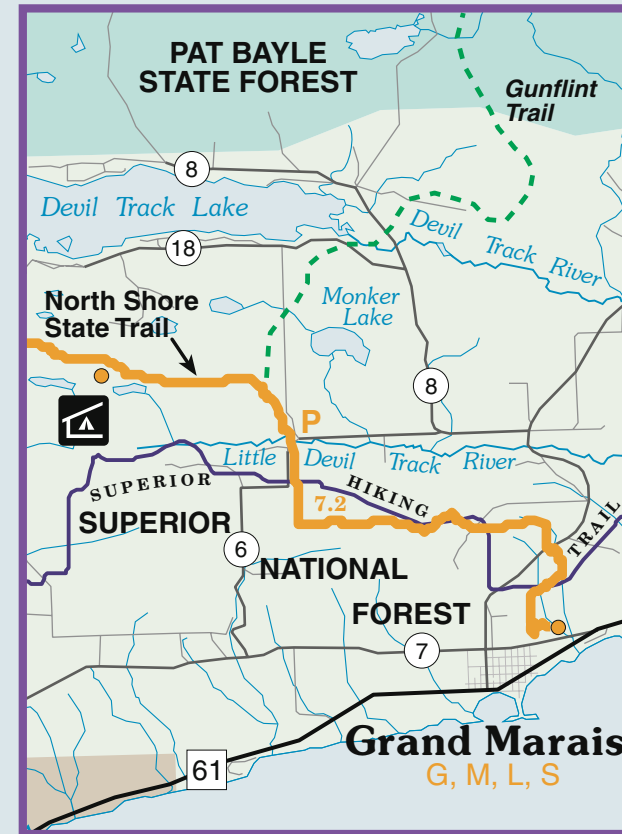 PAT BAYLE
STATE FOREST
Gunflint
Trail
8
Devil Track Lake
Devil Track River
18
Monker
Lake
North Shore
State Trail
8
P
Little Devil Track River
SUPERIOR HIKING TRAIL
7.2
SUPERIOR
NATIONAL
FOREST
6
7
Grand Marais
G, M, L, S
61